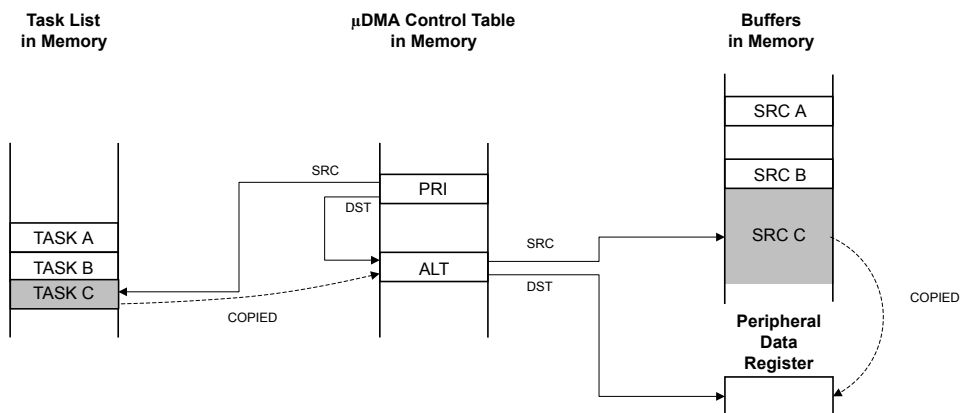 Task List
in Memory
µDMA Control Table
in Memory
Buffers
in Memory
SRC A
SRC
PRI
SRC B
DST
TASK A
SRC C
SRC
TASK B
ALT
TASK C
DST
COPIED
COPIED
Peripheral
Data
Register